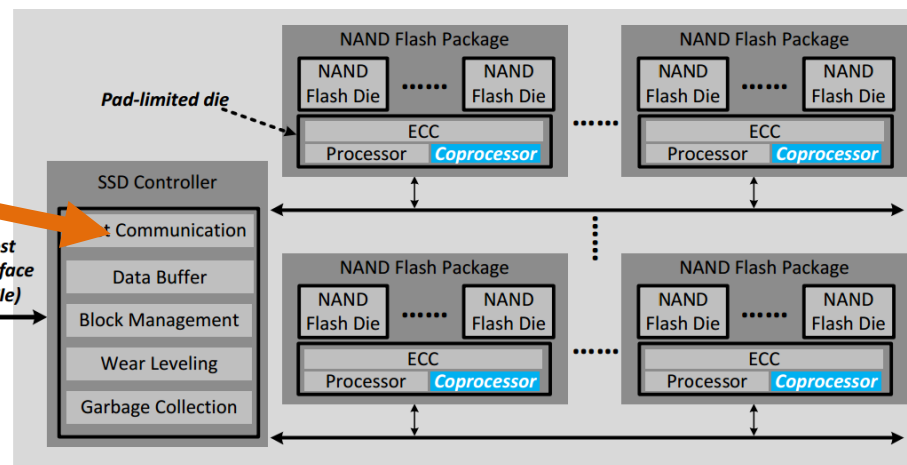 NAND Flash Package
NAND
Flash Die
......
NAND
Flash Die
ECC
Processor
Coprocessor
......
NAND Flash Package
NAND
Flash Die
......
NAND
Flash Die
ECC
Processor
Coprocessor
Pad-limited die
SSD Controller
Communication
Data Buffer
Block Management
Wear Leveling
Garbage Collection
NAND Flash Package
NAND
Flash Die
......
NAND
Flash Die
ECC
Processor
Coprocessor
......
NAND Flash Package
NAND
Flash Die
......
NAND
Flash Die
ECC
Processor
Coprocessor